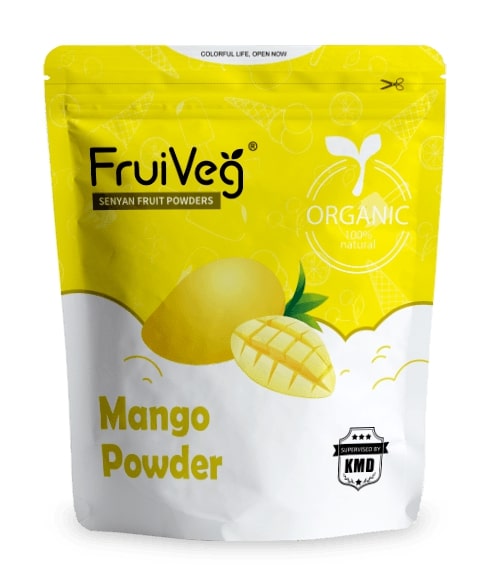 COLORFUL LIFE, OPEN NOW
FruiVeg®
SENYAN FRUIT POWDERS
ORGANIC
100%
natural
Mango
Powder
★★★
SUPERVISED BY
KMD